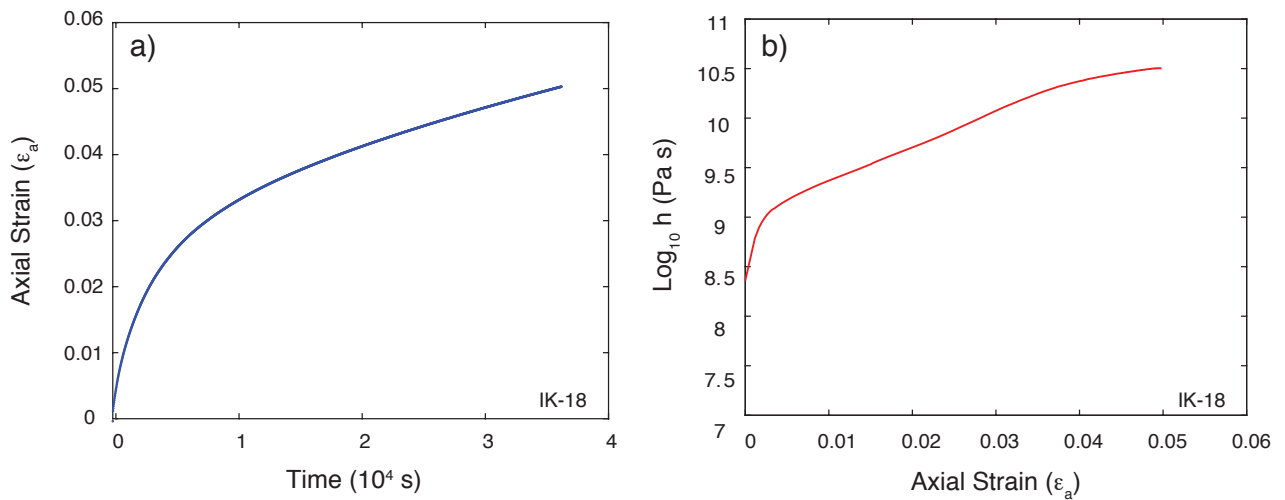 a)
Axial Strain (εa)
0.06
0.05
0.04
0.03
0.02
0.01
0
0 1 2 3 4
Time (10⁴ s)
IK-18
b)
Log₁₀ h (Pa s)
11
10.5
10
9.5
9
8.5
8
7.5
7
0 0.01 0.02 0.03 0.04 0.05 0.06
Axial Strain (εa)
IK-18